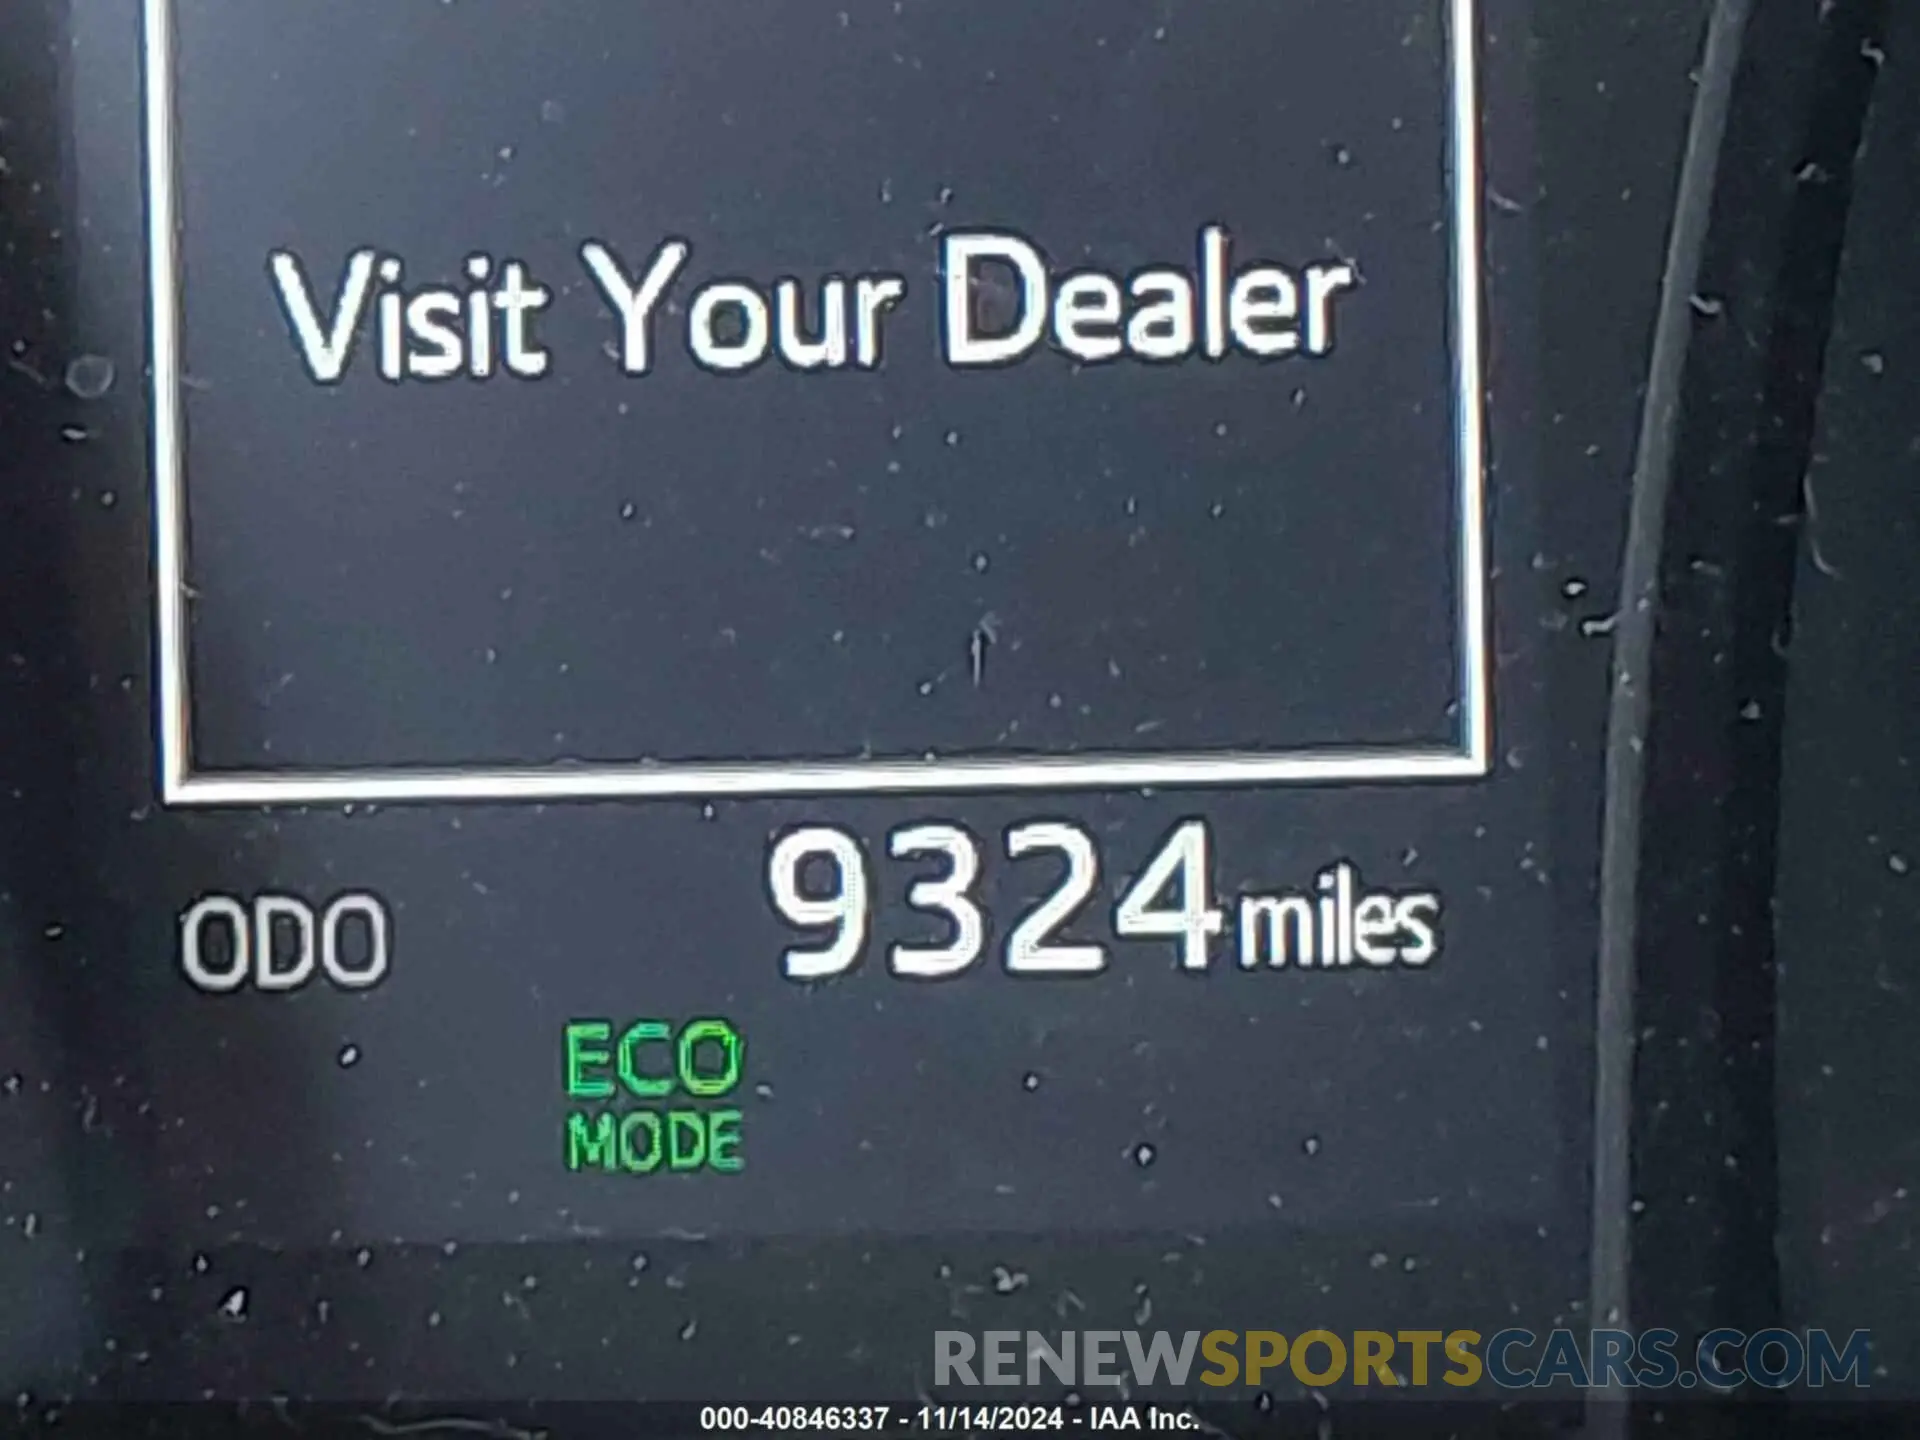 Visit Your Dealer
ODO 9324 miles
ECO
MODE
RENEWSPORTSCARS.COM
000-40846337 - 11/14/2024 - IAA Inc.